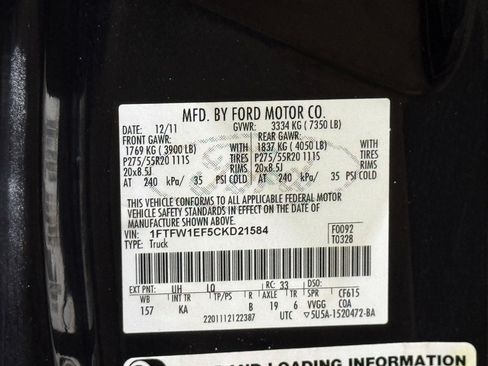 MFD. BY FORD MOTOR CO.
DATE: 12/11 GVWR: 3334 KG ( 7350 LB)
FRONT GAWR: REAR GAWR:
1769 KG ( 3900 LB) WITH 1837 KG ( 4050 LB) WITH
P275/55R20 111S TIRES P275/55R20 111S TIRES
20x8.5J RIMS 20x8.5J RIMS
AT 240 kPa/ 35 PSI COLD AT 240 kPa/ 35 PSI COLD
THIS VEHICLE CONFORMS TO ALL APPLICABLE FEDERAL MOTOR
VEHICLE SAFETY STANDARDS IN EFFECT ON THE DATE OF
MANUFACTURE SHOWN ABOVE.
VIN: 1FTFW1EF5CKD21584 F0092
TYPE: Truck T0328
EXT PNT: UH LQ RC: 33 DSO:
WB INT TR TP/PS R AXLE TR SPR CF615
157 KA 8 19 6 VVGG COA
2201112122387 UTC 5U5A-1520472-BA
AND LOADING INFORMATION